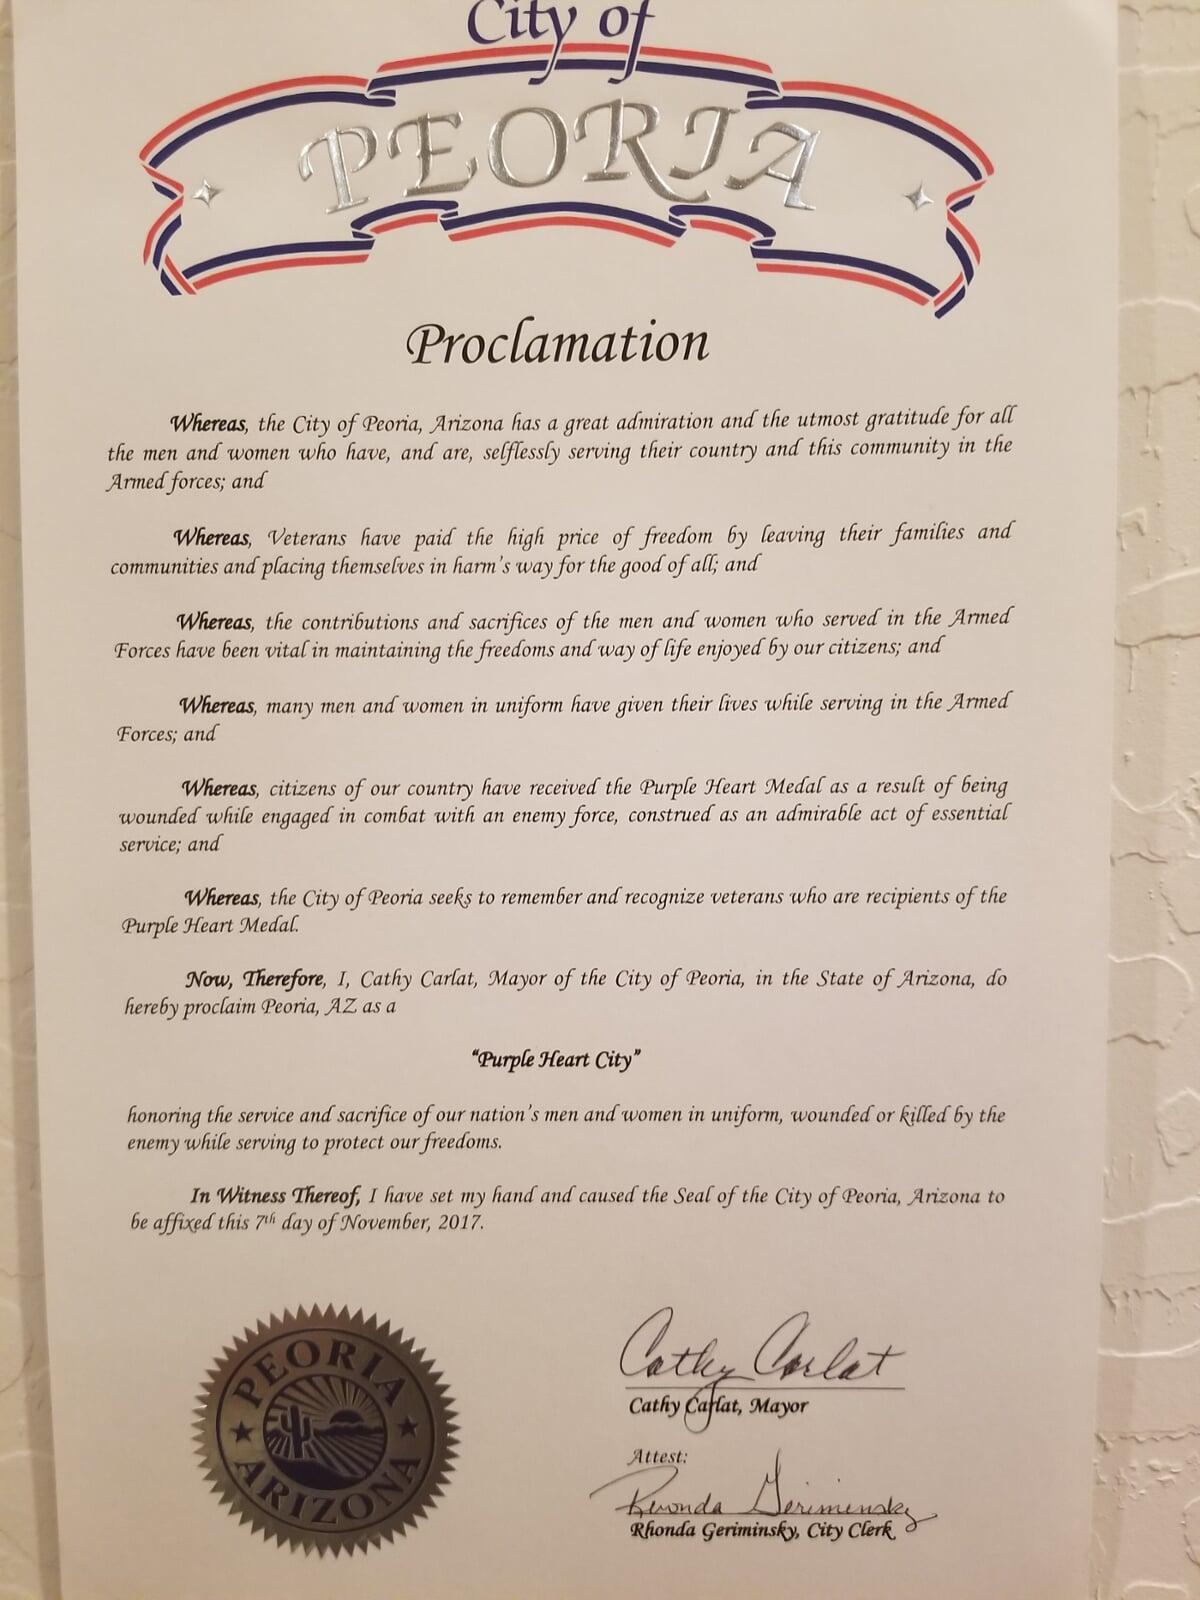 City of
PEORIA
Proclamation
Whereas, the City of Peoria, Arizona has a great admiration and the utmost gratitude for all
the men and women who have, and are, selflessly serving their country and this community in the
Armed forces; and
Whereas, Veterans have paid the high price of freedom by leaving their families and
communities and placing themselves in harm's way for the good of all; and
Whereas, the contributions and sacrifices of the men and women who served in the Armed
Forces have been vital in maintaining the freedoms and way of life enjoyed by our citizens; and
Whereas, many men and women in uniform have given their lives while serving in the Armed
Forces; and
Whereas, citizens of our country have received the Purple Heart Medal as a result of being
wounded while engaged in combat with an enemy force, construed as an admirable act of essential
service; and
Whereas, the City of Peoria seeks to remember and recognize veterans who are recipients of the
Purple Heart Medal.
Now, Therefore, I, Cathy Carlat, Mayor of the City of Peoria, in the State of Arizona, do
hereby proclaim Peoria, AZ as a
"Purple Heart City"
honoring the service and sacrifice of our nation's men and women in uniform, wounded or killed by the
enemy while serving to protect our freedoms.
In Witness Thereof, I have set my hand and caused the Seal of the City of Peoria, Arizona to
be affixed this 7th day of November, 2017.
PEORIA
ARIZONA
Cathy Carlat
Cathy Carlat, Mayor
Attest:
Rhonda Geriminsky
Rhonda Geriminsky, City Clerk